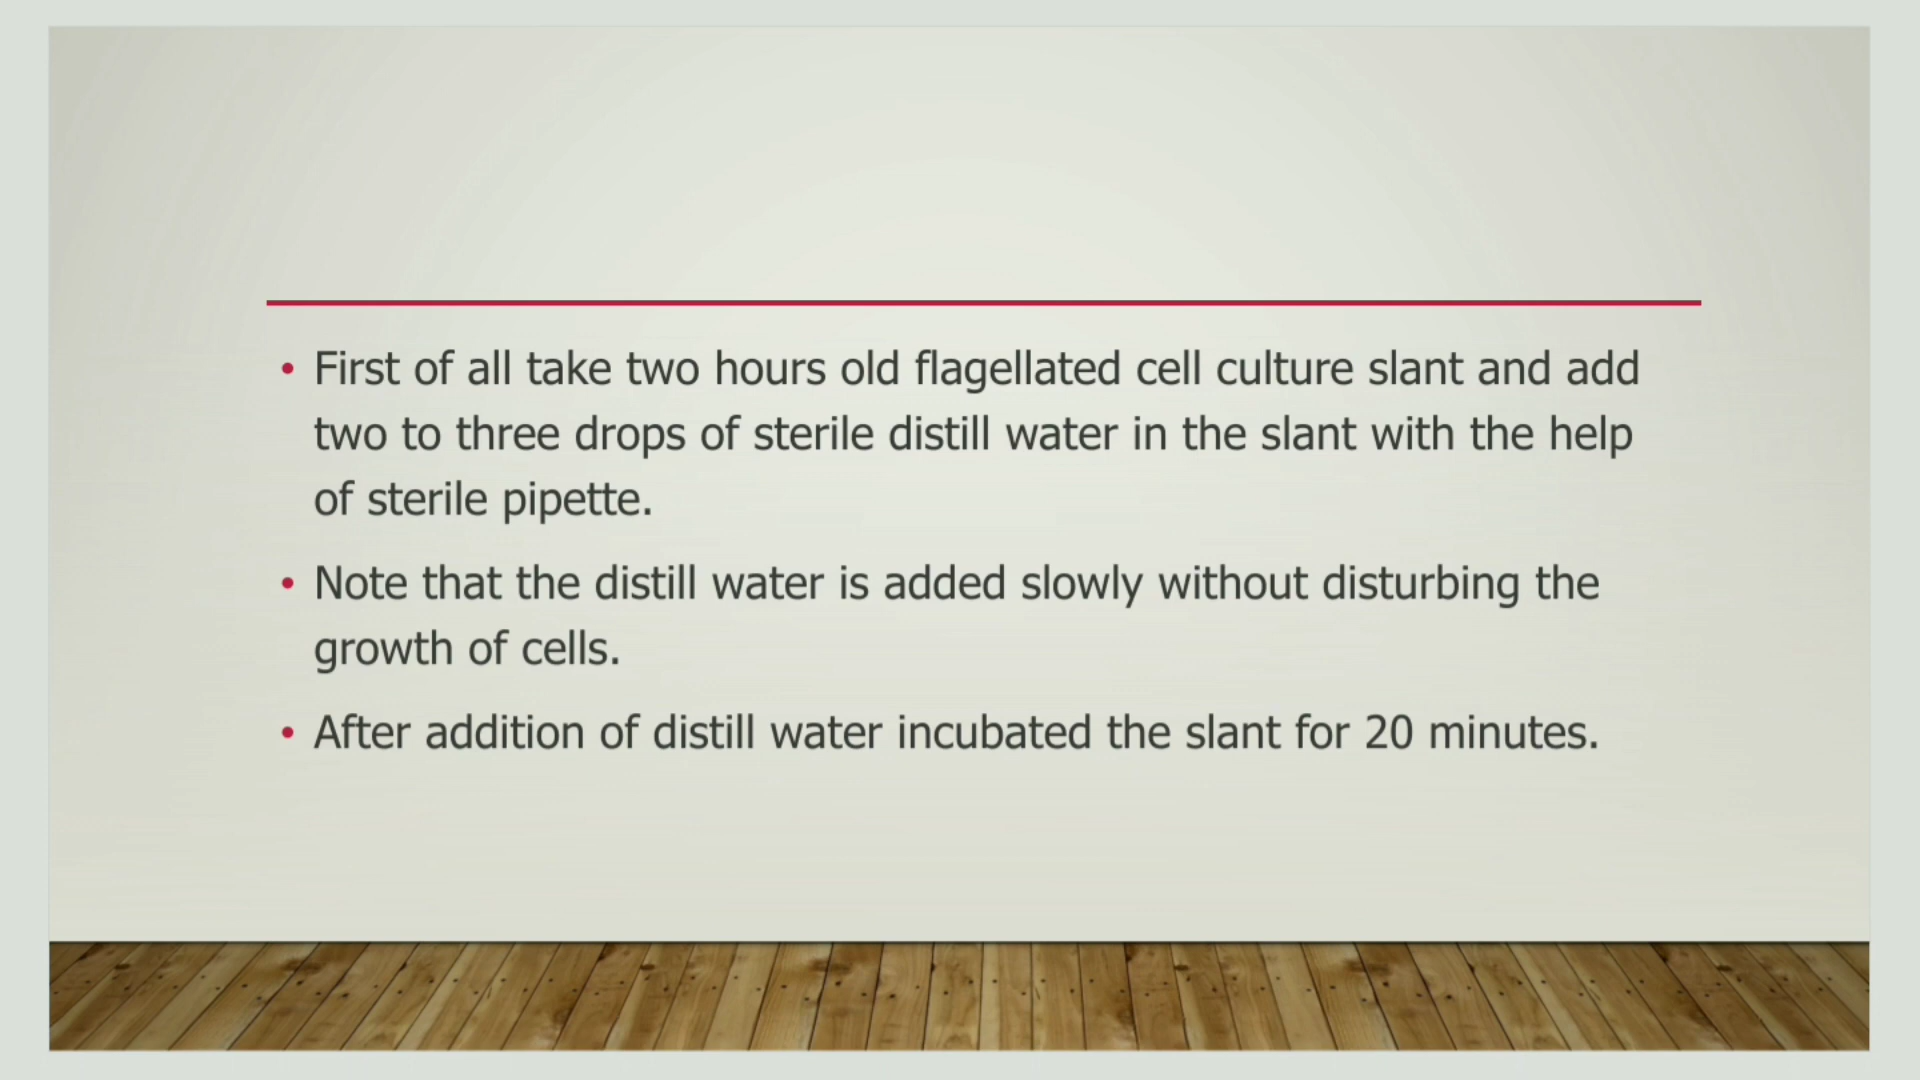 • First of all take two hours old flagellated cell culture slant and add
two to three drops of sterile distill water in the slant with the help
of sterile pipette.
• Note that the distill water is added slowly without disturbing the
growth of cells.
• After addition of distill water incubated the slant for 20 minutes.